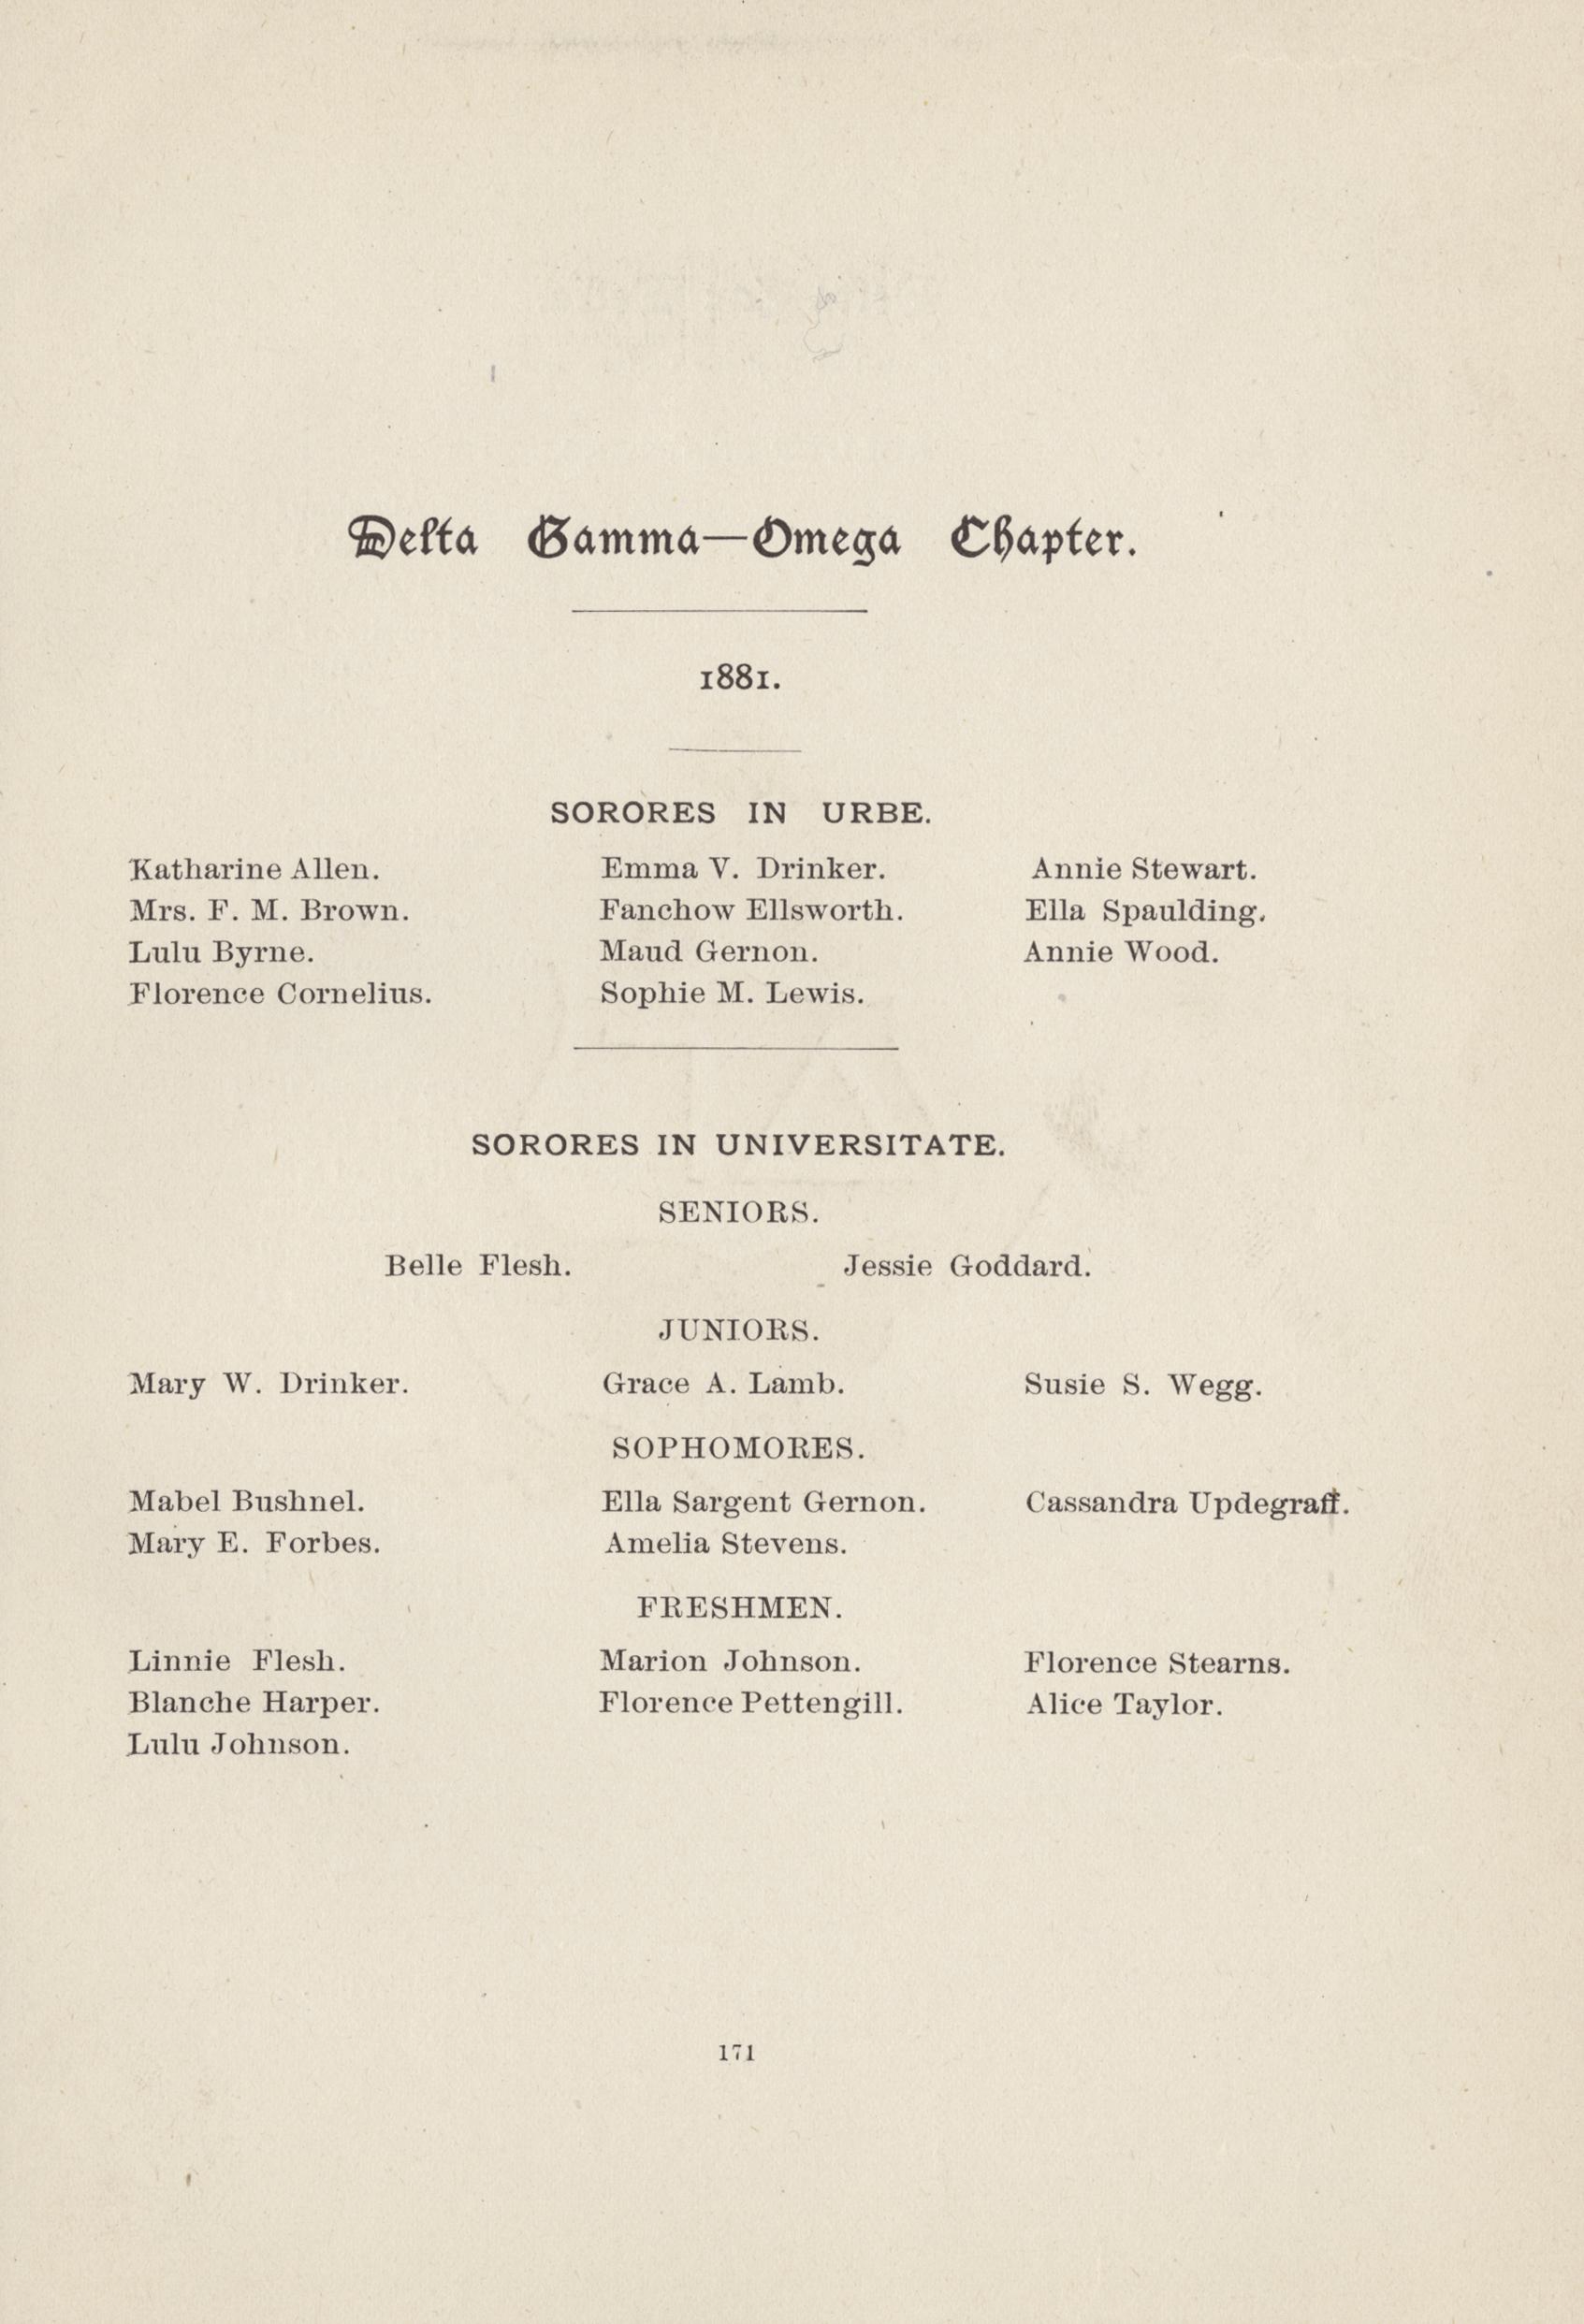 Delta Gamma—Omega Chapter.
1881.
SORORES IN URBE.
Katharine Allen. Emma V. Drinker. Annie Stewart.
Mrs. F. M. Brown. Fanchow Ellsworth. Ella Spaulding.
Lulu Byrne. Maud Gernon. Annie Wood.
Florence Cornelius. Sophie M. Lewis.
SORORES IN UNIVERSITATE.
SENIORS.
Belle Flesh. Jessie Goddard.
JUNIORS.
Mary W. Drinker. Grace A. Lamb. Susie S. Wegg.
SOPHOMORES.
Mabel Bushnel. Ella Sargent Gernon. Cassandra Updegraff.
Mary E. Forbes. Amelia Stevens.
FRESHMEN.
Linnie Flesh. Marion Johnson. Florence Stearns.
Blanche Harper. Florence Pettengill. Alice Taylor.
Lulu Johnson.
171